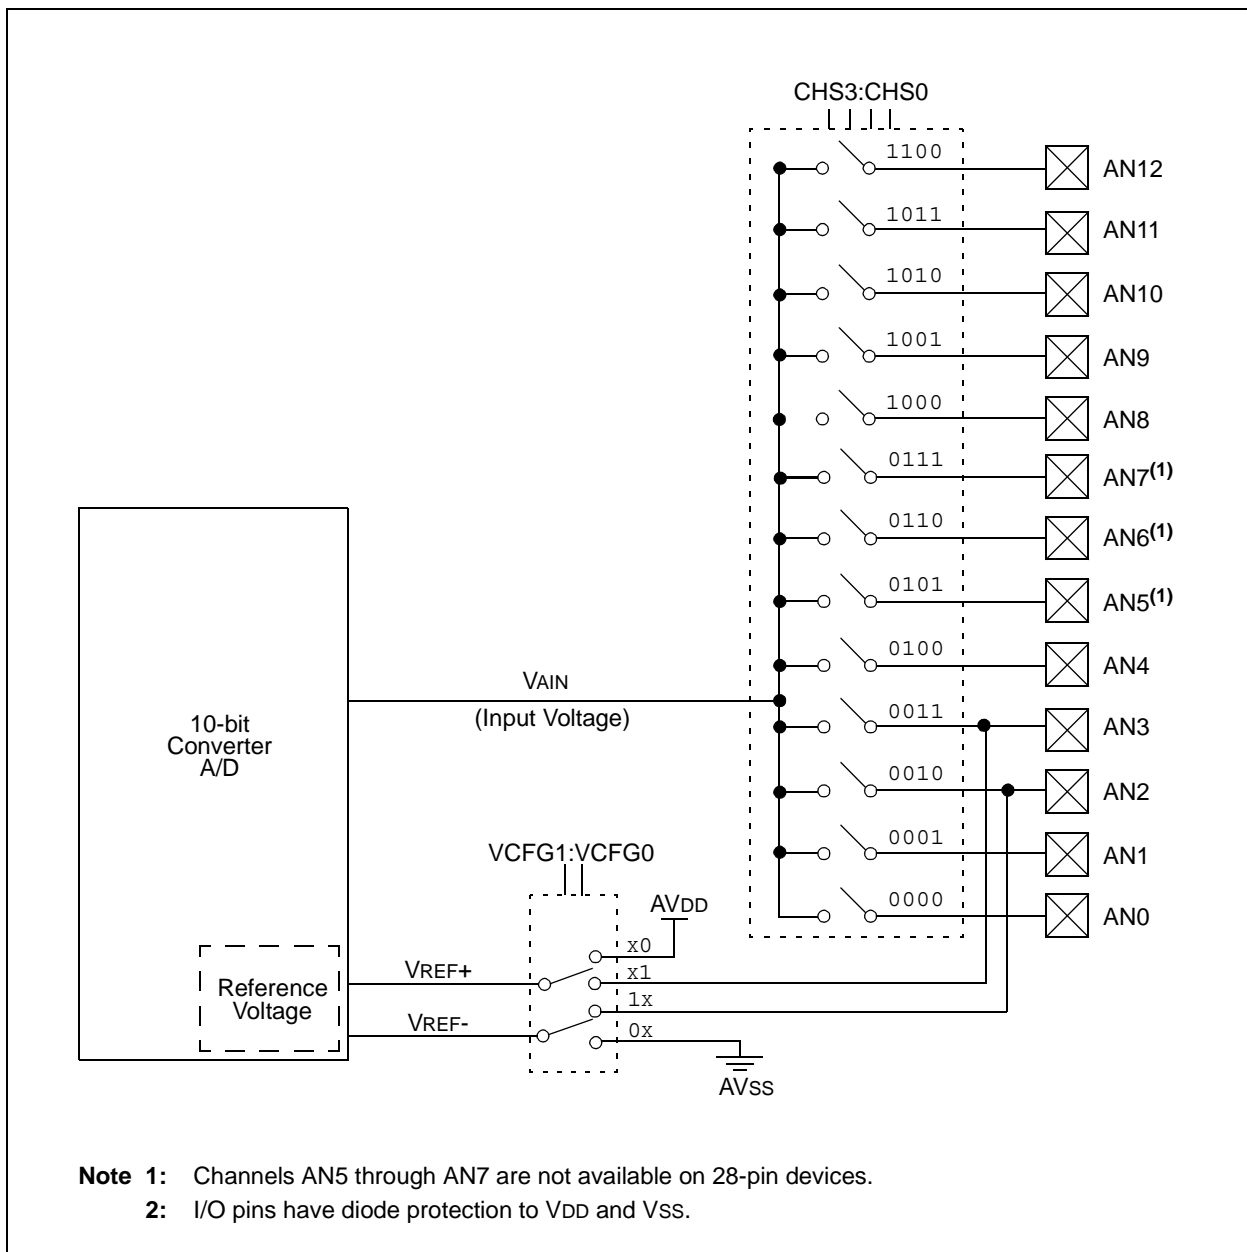 CHS3:CHS0
1100
AN12
1011
AN11
1010
AN10
1001
AN9
1000
AN8
0111
AN7(1)
0110
AN6(1)
0101
AN5(1)
0100
AN4
VAIN
(Input Voltage)
0011
AN3
10-bit
Converter
A/D
0010
AN2
0001
AN1
VCFG1:VCFG0
0000
AN0
AVDD
x0
VREF+
x1
Reference
Voltage
1x
VREF-
0x
AVSS
Note 1: Channels AN5 through AN7 are not available on 28-pin devices.
2: I/O pins have diode protection to VDD and VSS.